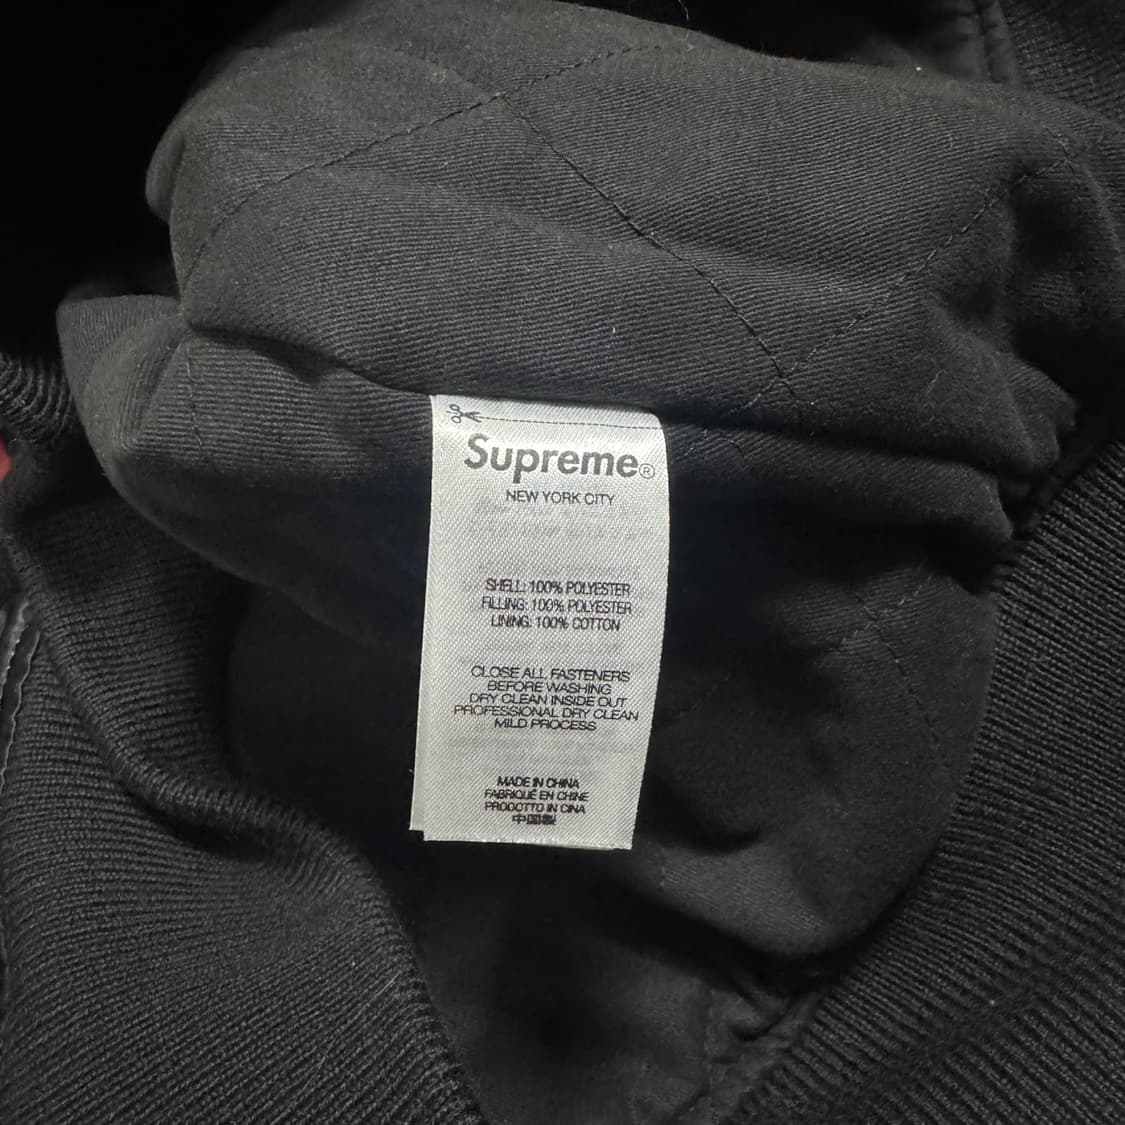 Supreme®
NEW YORK CITY
SHELL: 100% POLYESTER
FILLING: 100% POLYESTER
LINING: 100% COTTON
CLOSE ALL FASTENERS
BEFORE WASHING
DRY CLEAN INSIDE OUT
PROFESSIONAL DRY CLEAN
MILD PROCESS
MADE IN CHINA
FABRIQUÉ EN CHINE
PRODOTTO IN CINA
中国製